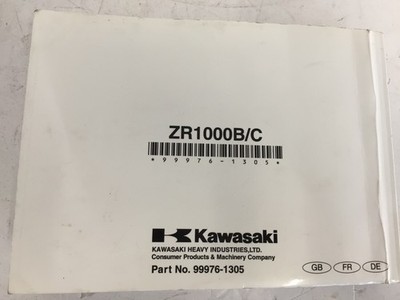 ZR1000B/C
*99976-1305*
Kawasaki
KAWASAKI HEAVY INDUSTRIES,LTD.
Consumer Products & Machinery Company
Part No. 99976-1305
GB FR DE